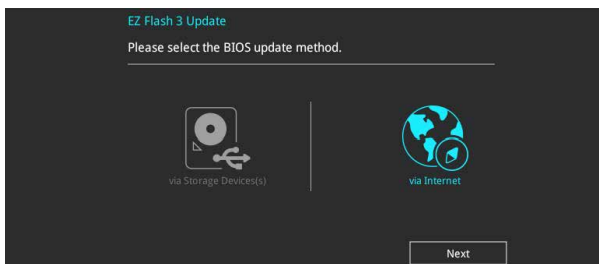 EZ Flash 3 Update
Please select the BIOS update method.
via Storage Devices(s)
via Internet
Next